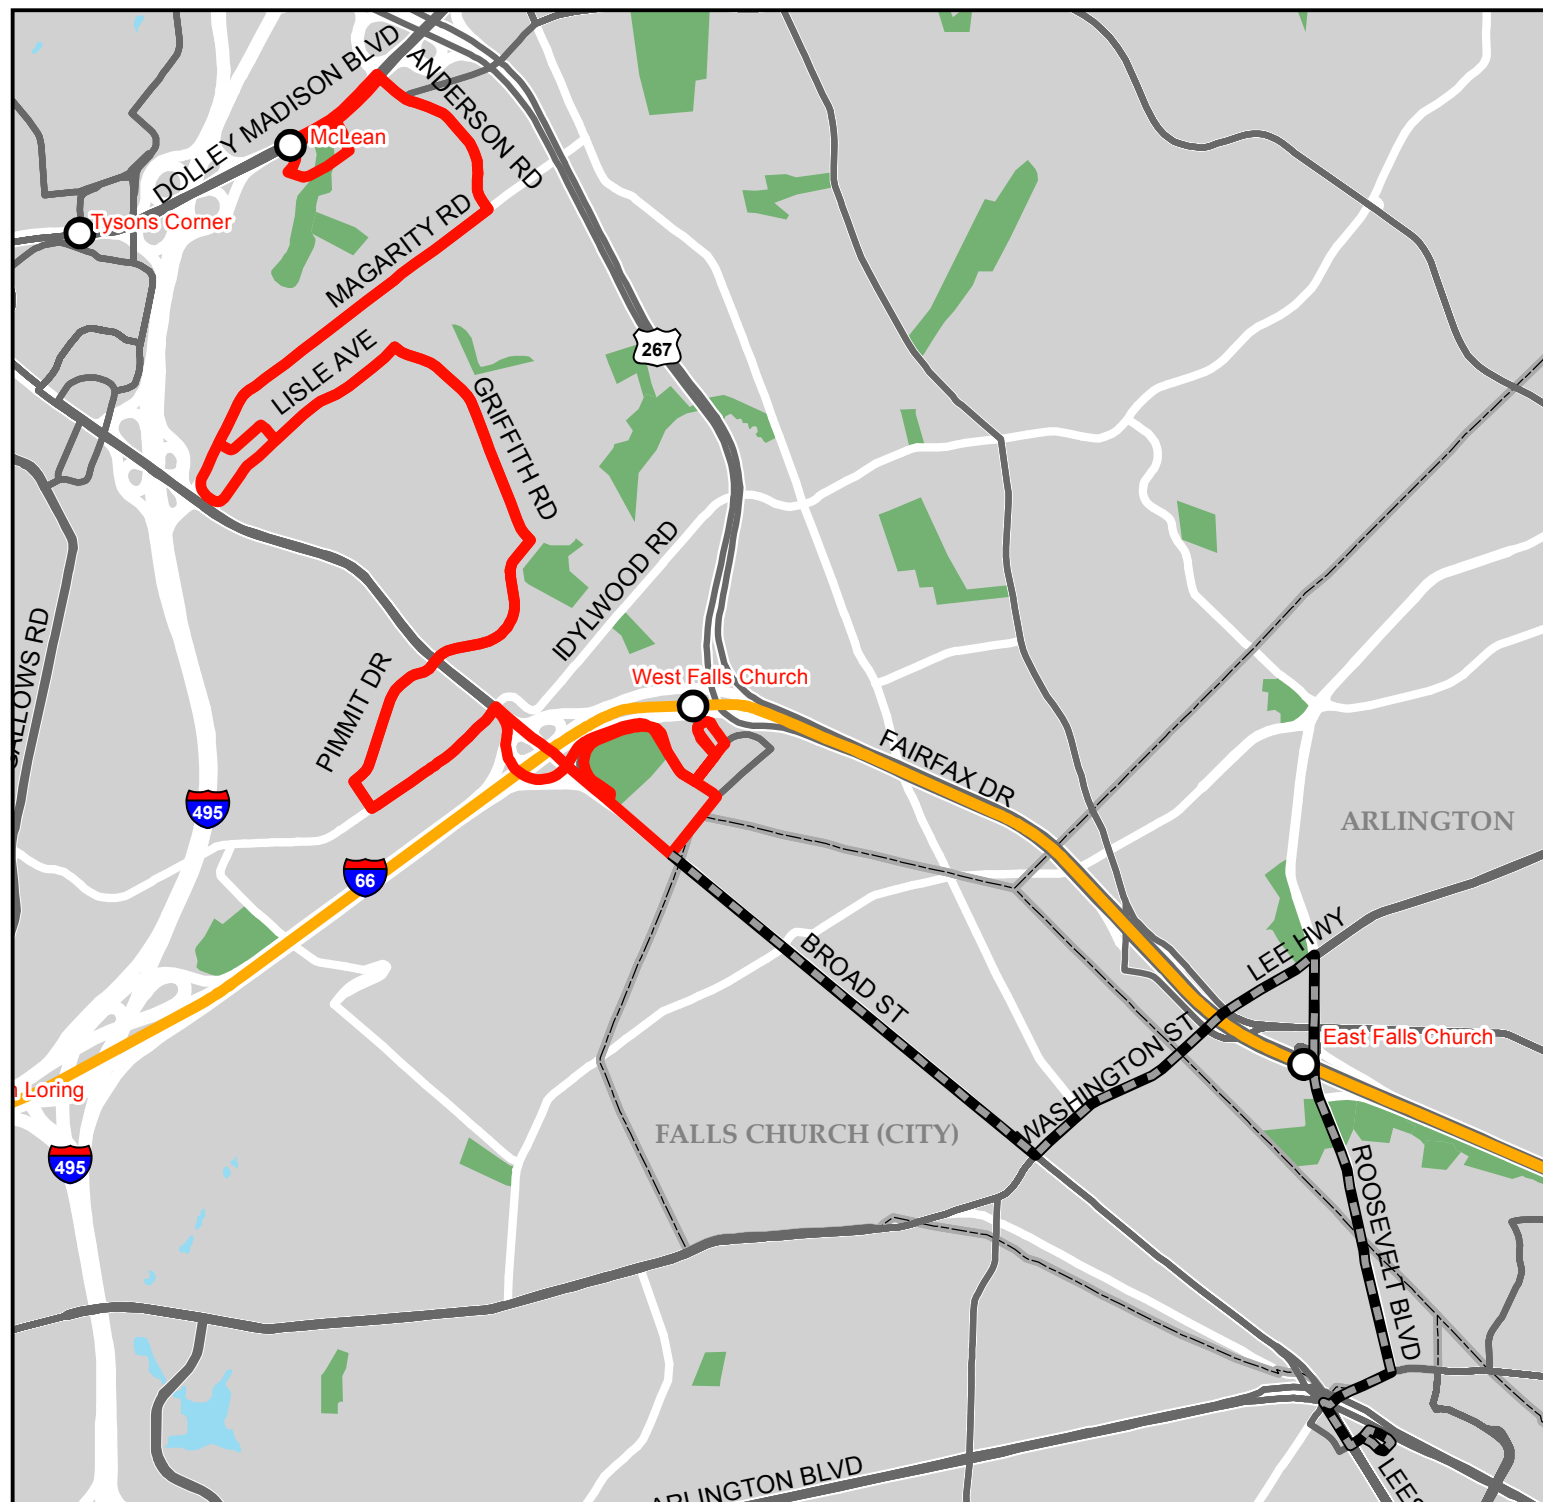 DOLLEY MADISON BLVD
ANDERSON RD
McLean
Tysons Corner
MAGARITY RD
LISLE AVE
267
GRIFFITH RD
IDYLWOOD RD
PIMMIT DR
West Falls Church
FAIRFAX DR
495
ARLINGTON
66
LEE HWY
BROAD ST
WASHINGTON ST
East Falls Church
Loring
FALLS CHURCH (CITY)
495
ROOSEVELT BLVD
ARLINGTON BLVD